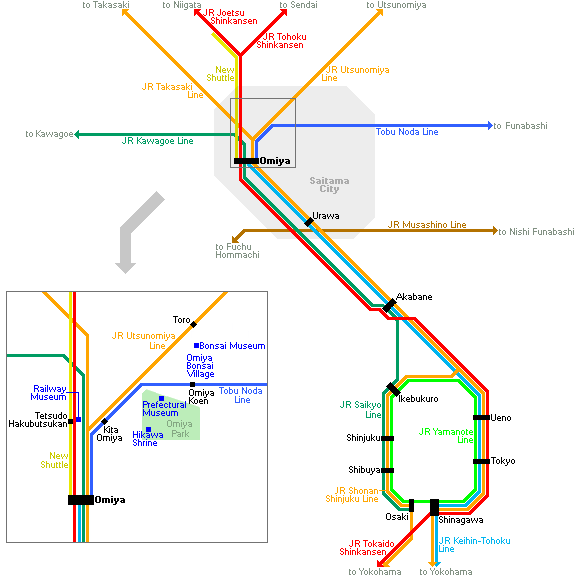 to Takasaki
to Niigata
to Sendai
to Utsunomiya
JR Joetsu
Shinkansen
JR Tohoku
Shinkansen
New
Shuttle
JR Takasaki
Line
JR Utsunomiya
Line
to Kawagoe
JR Kawagoe Line
Tobu Noda Line
to Funabashi
Omiya
Saitama
City
Urawa
JR Musashino Line
to Nishi Funabashi
to Fuchu
Hommachi
Akabane
Toro
JR Utsunomiya
Line
Bonsai Museum
Omiya
Bonsai
Village
Railway
Museum
Omiya
Koen
Tobu Noda
Line
Prefectural
Museum
Tetsudo
Hakubutsukan
Kita
Omiya
Omiya
Park
Hikawa
Shrine
New
Shuttle
Omiya
Ikebukuro
JR Saikyo
Line
JR Yamanote
Line
Ueno
Shinjuku
Shibuya
Tokyo
JR Shonan-
Shinjuku Line
Osaki
Shinagawa
JR Tokaido
Shinkansen
JR Keihin-Tohoku
Line
to Yokohama
to Yokohama